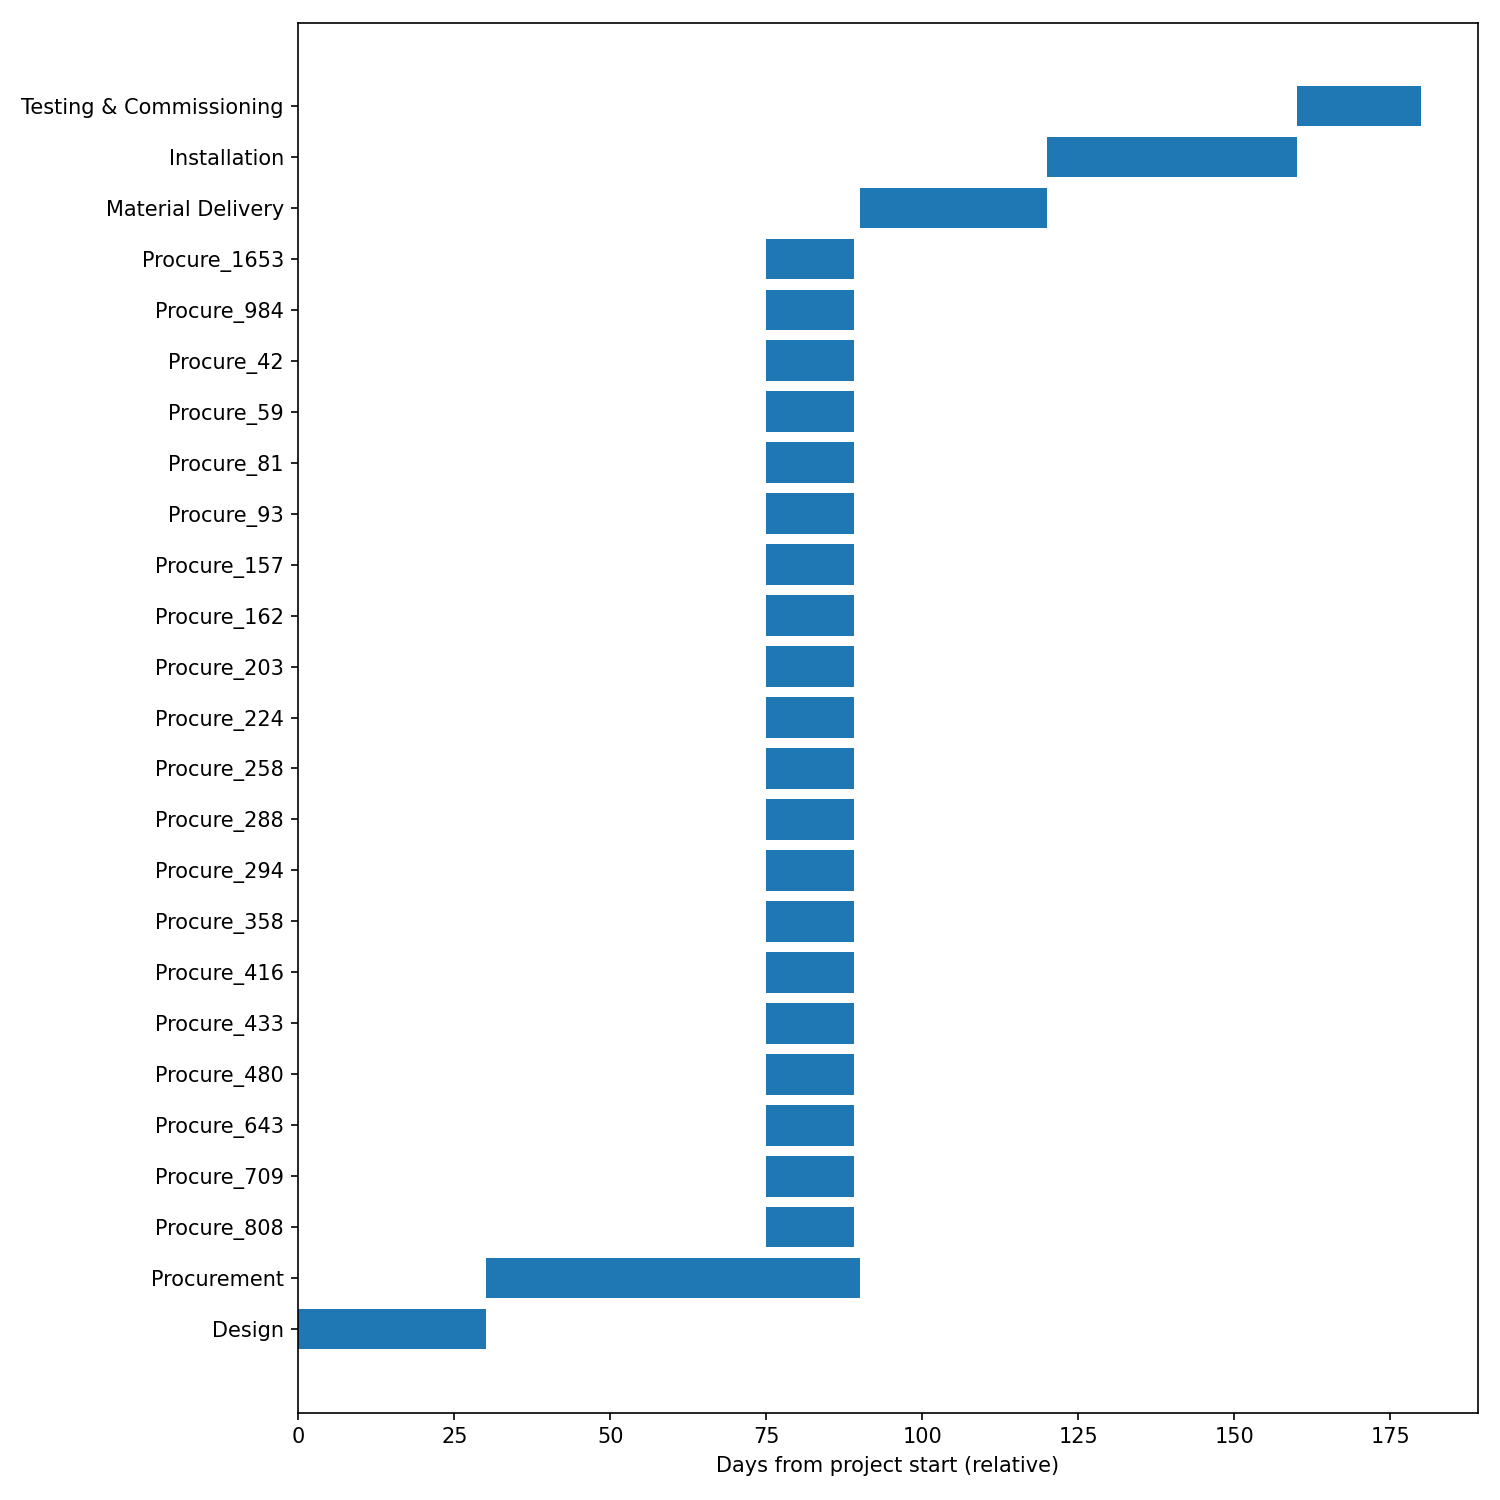 Testing & Commissioning
Installation
Material Delivery
Procure_1653
Procure_984
Procure_42
Procure_59
Procure_81
Procure_93
Procure_157
Procure_162
Procure_203
Procure_224
Procure_258
Procure_288
Procure_294
Procure_358
Procure_416
Procure_433
Procure_480
Procure_643
Procure_709
Procure_808
Procurement
Design
0 25 50 75 100 125 150 175
Days from project start (relative)